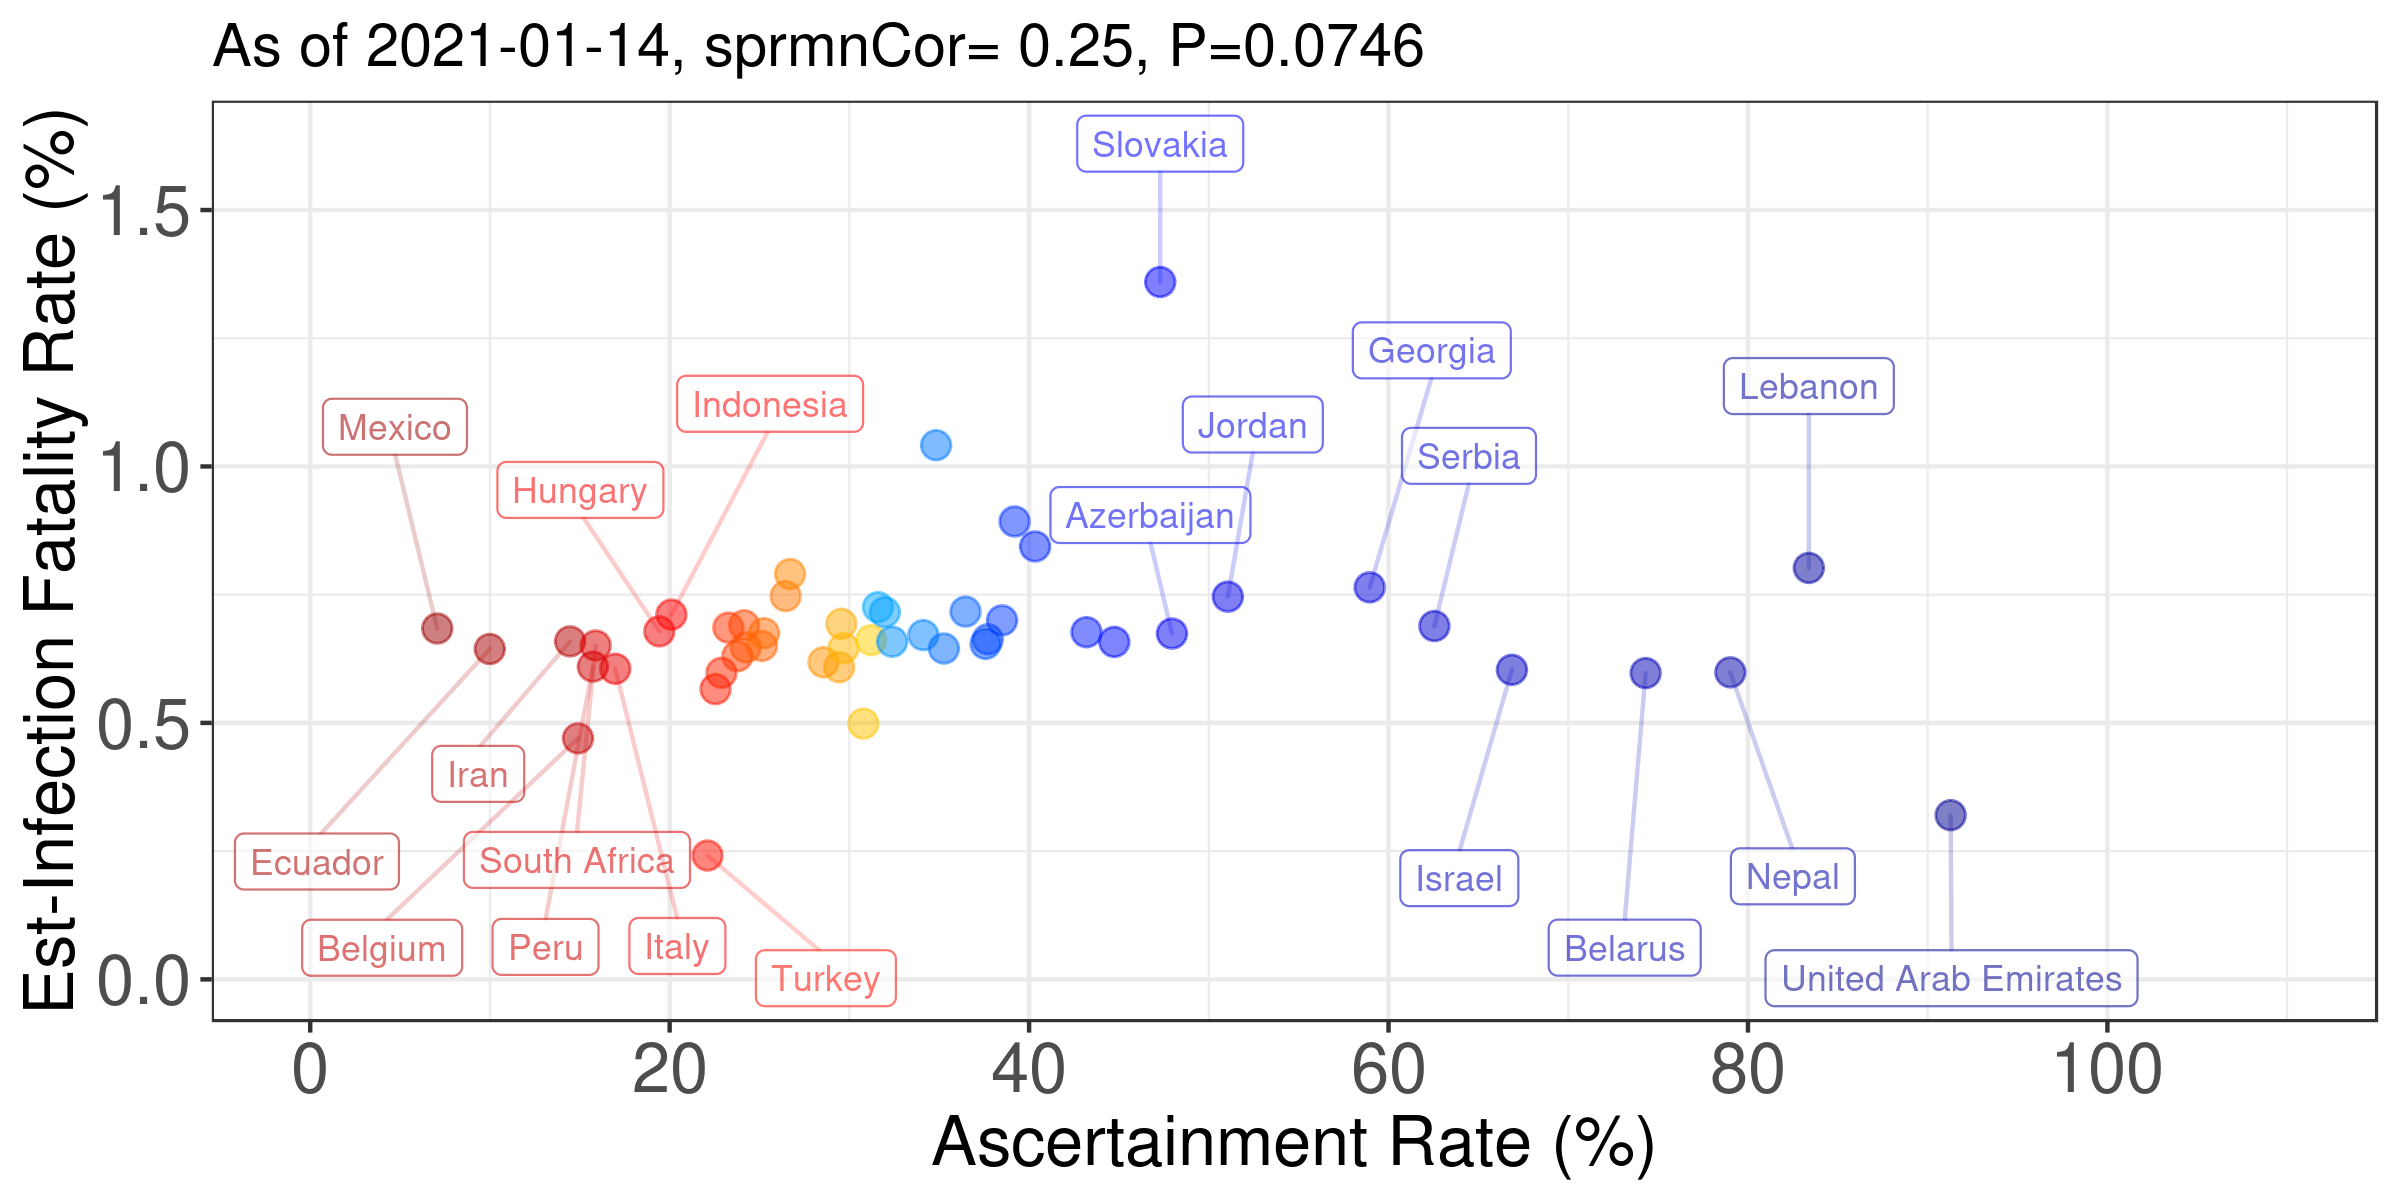 As of 2021-01-14, sprmnCor= 0.25, P=0.0746
Est-Infection Fatality Rate (%)
1.5
1.0
0.5
0.0
Slovakia
Georgia
Lebanon
Indonesia
Mexico
Jordan
Serbia
Hungary
Azerbaijan
Iran
Ecuador
South Africa
Israel
Nepal
Belgium
Peru
Italy
Belarus
Turkey
United Arab Emirates
0 20 40 60 80 100
Ascertainment Rate (%)